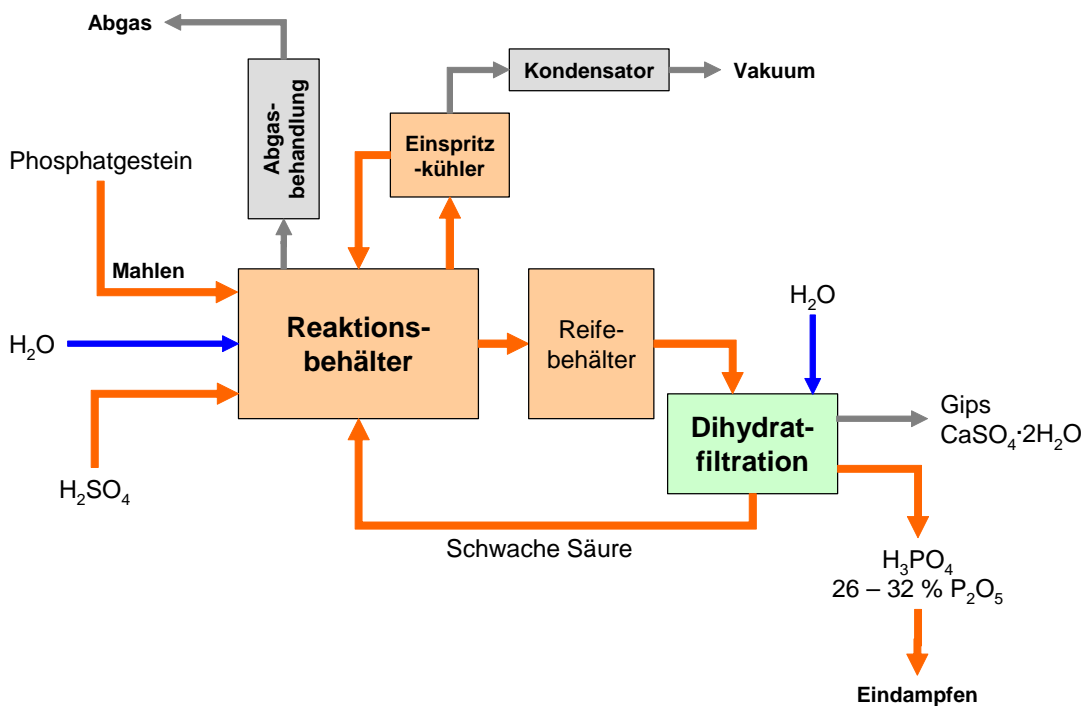 Abgas
Kondensator
Vakuum
Abgas-
behandlung
Einspritz
-kühler
Phosphatgestein
Mahlen
H₂O
H₂SO₄
Reaktions-
behälter
Reife-
behälter
H₂O
Dihydrat-
filtration
Gips
CaSO₄·2H₂O
Schwache Säure
H₃PO₄
26 – 32 % P₂O₅
Eindampfen